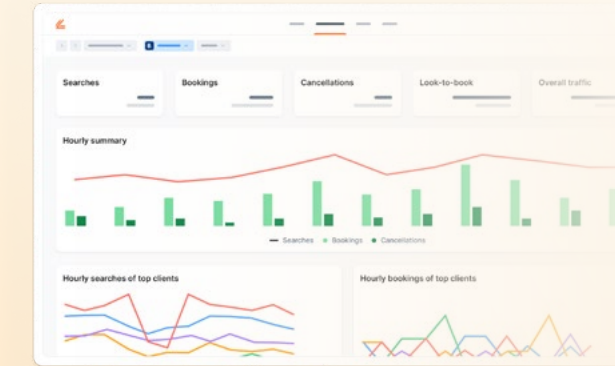 Searches
Bookings
Cancellations
Look-to-book
Overall traffic
Hourly summary
Searches Bookings Cancellations
Hourly searches of top clients
Hourly bookings of top clients